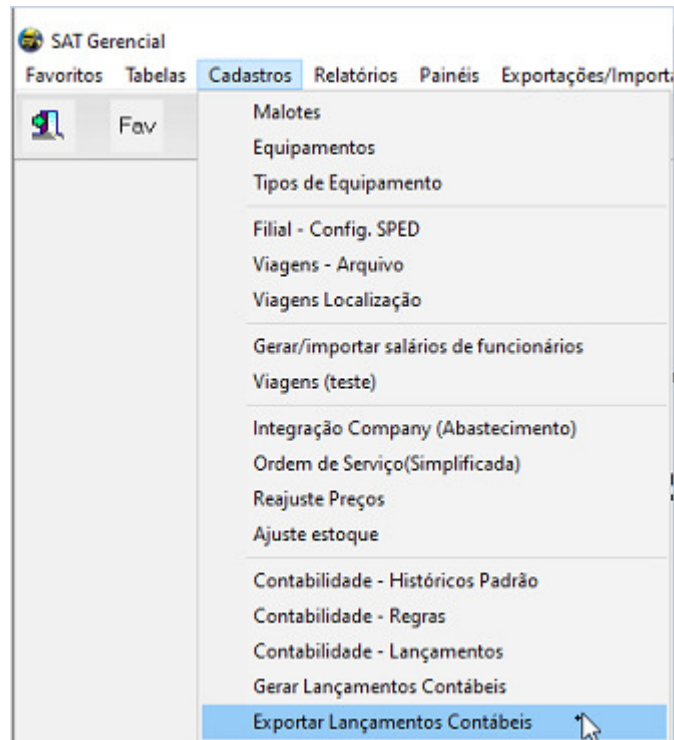 SAT Gerencial
Favoritos Tabelas Cadastros Relatórios Painéis Exportações/Importa
Fav
Malotes
Equipamentos
Tipos de Equipamento
Filial - Config. SPED
Viagens - Arquivo
Viagens Localização
Gerar/importar salários de funcionários
Viagens (teste)
Integração Company (Abastecimento)
Ordem de Serviço(Simplificada)
Reajuste Preços
Ajuste estoque
Contabilidade - Históricos Padrão
Contabilidade - Regras
Contabilidade - Lançamentos
Gerar Lançamentos Contábeis
Exportar Lançamentos Contábeis